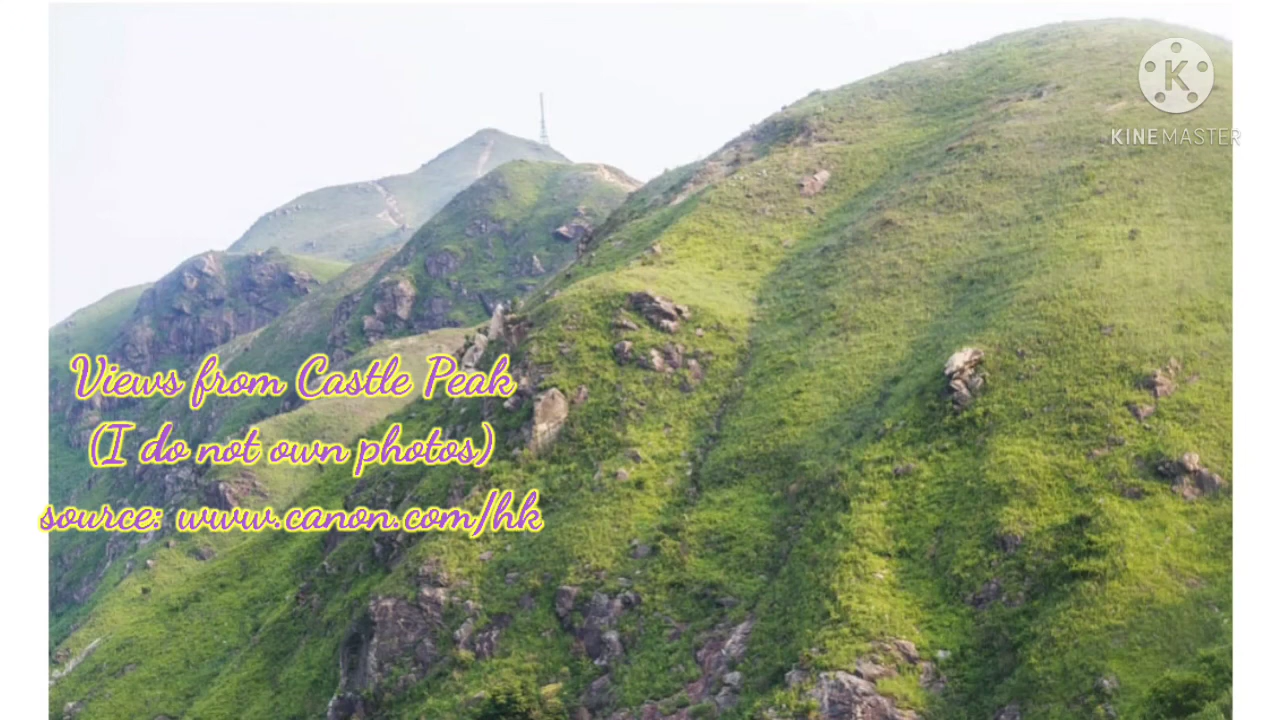 K
KINEMASTER
Views from Castle Peak
(I do not own photos)
source: www.canon.com/hk